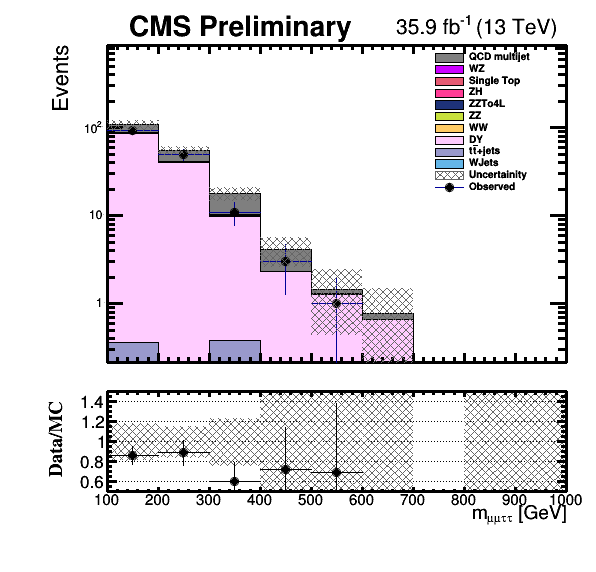 CMS Preliminary 35.9 fb⁻¹ (13 TeV)
Events
QCD multijet
WZ
Single Top
ZH
ZZTo4L
ZZ
WW
DY
tt̄+jets
WJets
Uncertainity
Observed
10²
10
1
Data/MC
1.4
1.2
1
0.8
0.6
100 200 300 400 500 600 700 800 900 1000
m_μμττ [GeV]